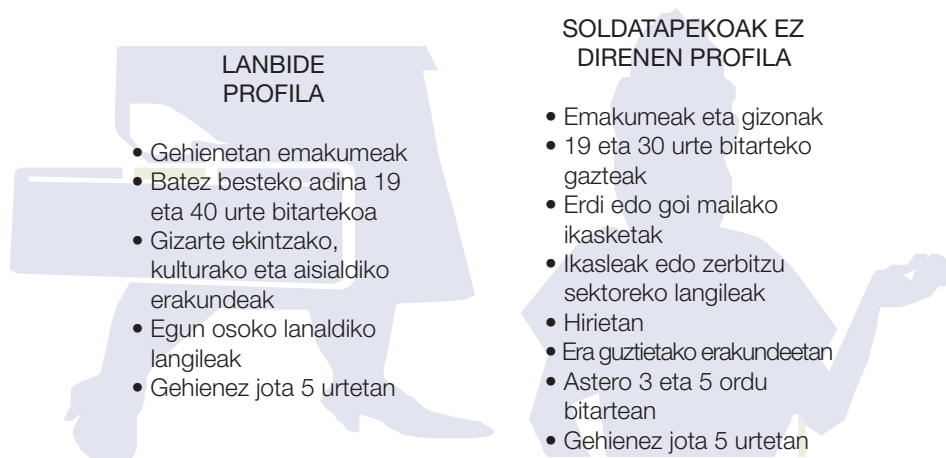 LANBIDE
PROFILA
• Gehienetan emakumeak
• Batez besteko adina 19
eta 40 urte bitartekoa
• Gizarte ekintzako,
kulturako eta aisialdiko
erakundeak
• Egun osoko lanaldiko
langileak
• Gehienez jota 5 urtetan
SOLDATAPEKOAK EZ
DIRENEN PROFILA
• Emakumeak eta gizonak
• 19 eta 30 urte bitarteko
gazteak
• Erdi edo goi mailako
ikasketak
• Ikasleak edo zerbitzu
sektoreko langileak
• Hirietan
• Era guztietako erakundeetan
• Astero 3 eta 5 ordu
bitartean
• Gehienez jota 5 urtetan